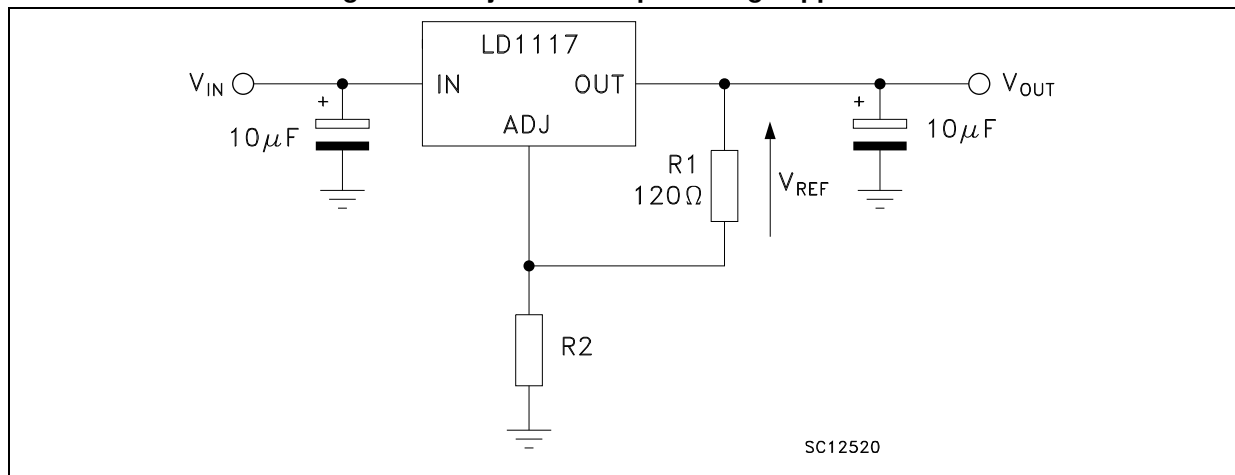 LD1117
V_IN
IN
OUT
V_OUT
ADJ
+
10μF
+
10μF
R1
120Ω
V_REF
R2
SC12520